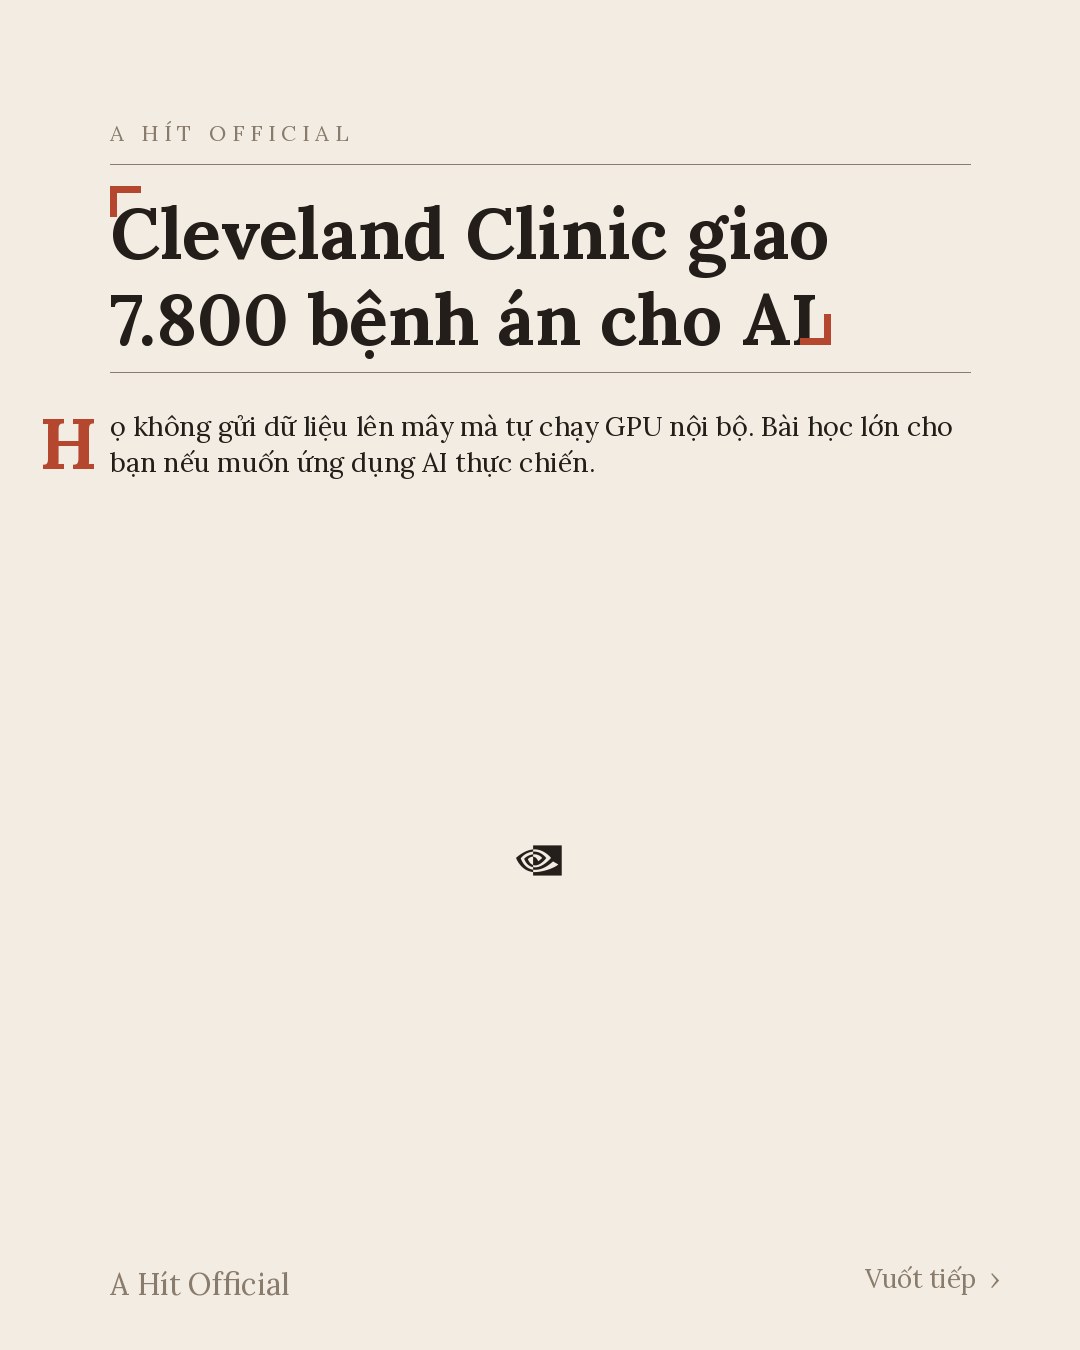 A HÍT OFFICIAL
Cleveland Clinic giao
7.800 bệnh án cho AI
Họ không gửi dữ liệu lên mây mà tự chạy GPU nội bộ. Bài học lớn cho
bạn nếu muốn ứng dụng AI thực chiến.
A Hít Official
Vuốt tiếp ›